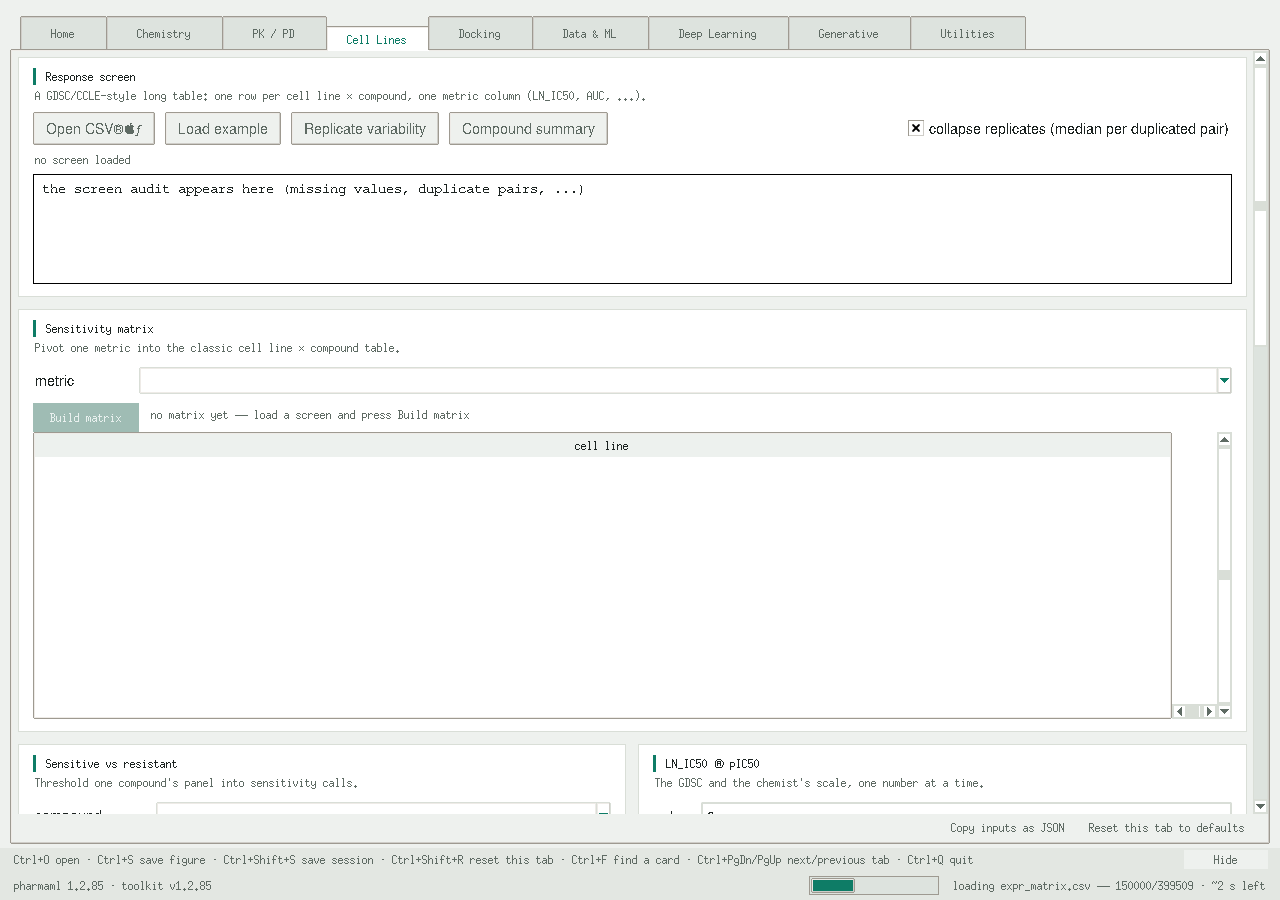 Home Chemistry PK / PD Cell Lines Docking Data & ML Deep Learning Generative Utilities
Response screen
A GDSC/CCLE-style long table: one row per cell line × compound, one metric column (LN_IC50, AUC, ...).
Open CSV®ƒ Load example Replicate variability Compound summary collapse replicates (median per duplicated pair)
no screen loaded
the screen audit appears here (missing values, duplicate pairs, ...)
Sensitivity matrix
Pivot one metric into the classic cell line × compound table.
metric
Build matrix no matrix yet — load a screen and press Build matrix
cell line
Sensitive vs resistant
Threshold one compound's panel into sensitivity calls.
LN_IC50 ® pIC50
The GDSC and the chemist's scale, one number at a time.
compound
Copy inputs as JSON Reset this tab to defaults
Ctrl+O open · Ctrl+S save figure · Ctrl+Shift+S save session · Ctrl+Shift+R reset this tab · Ctrl+F find a card · Ctrl+PgDn/PgUp next/previous tab · Ctrl+Q quit Hide
pharmaml 1.2.85 · toolkit v1.2.85 loading expr_matrix.csv — 150000/399509 · ~2 s left